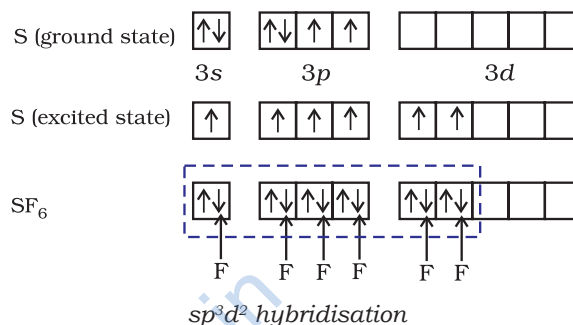 S (ground state)
3s 3p 3d
S (excited state)
SF₆
F F F F F F
sp³d² hybridisation